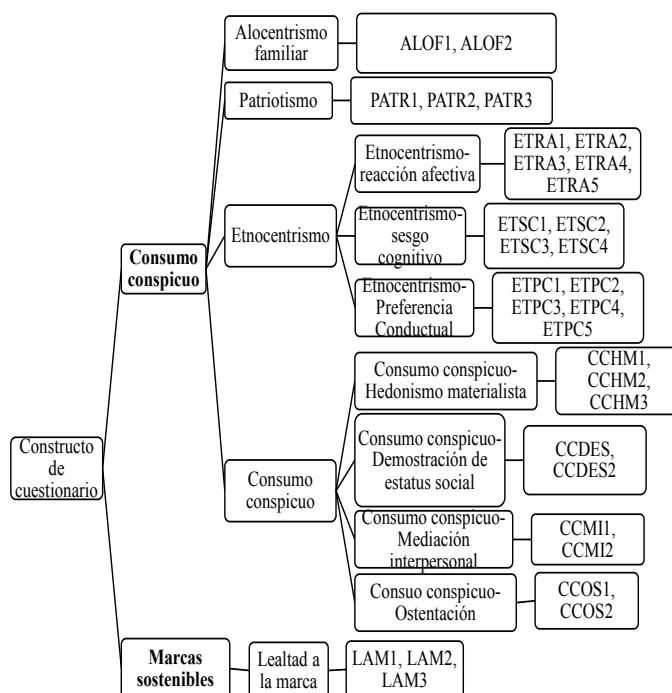 Alocentrismo
familiar
ALOF1, ALOF2
Patriotismo
PATR1, PATR2, PATR3
Etnocentrismo-
reacción afectiva
ETRA1, ETRA2,
ETRA3, ETRA4,
ETRA5
Etnocentrismo
Etnocentrismo-
sesgo
cognitivo
ETSC1, ETSC2,
ETSC3, ETSC4
Consumo
conspicuo
Etnocentrismo-
Preferencia
Conductual
ETPC1, ETPC2,
ETPC3, ETPC4,
ETPC5
Consumo conspicuo-
Hedonismo materialista
CCHM1,
CCHM2,
CCHM3
Constructo
de
cuestionario
Consumo
conspicuo
Consumo conspicuo-
Demostración de
estatus social
CCDES,
CCDES2
Consumo conspicuo-
Mediación
interpersonal
CCMI1,
CCMI2
Consuo conspicuo-
Ostentación
CCOS1,
CCOS2
Marcas
sostenibles
Lealtad a
la marca
LAM1, LAM2,
LAM3